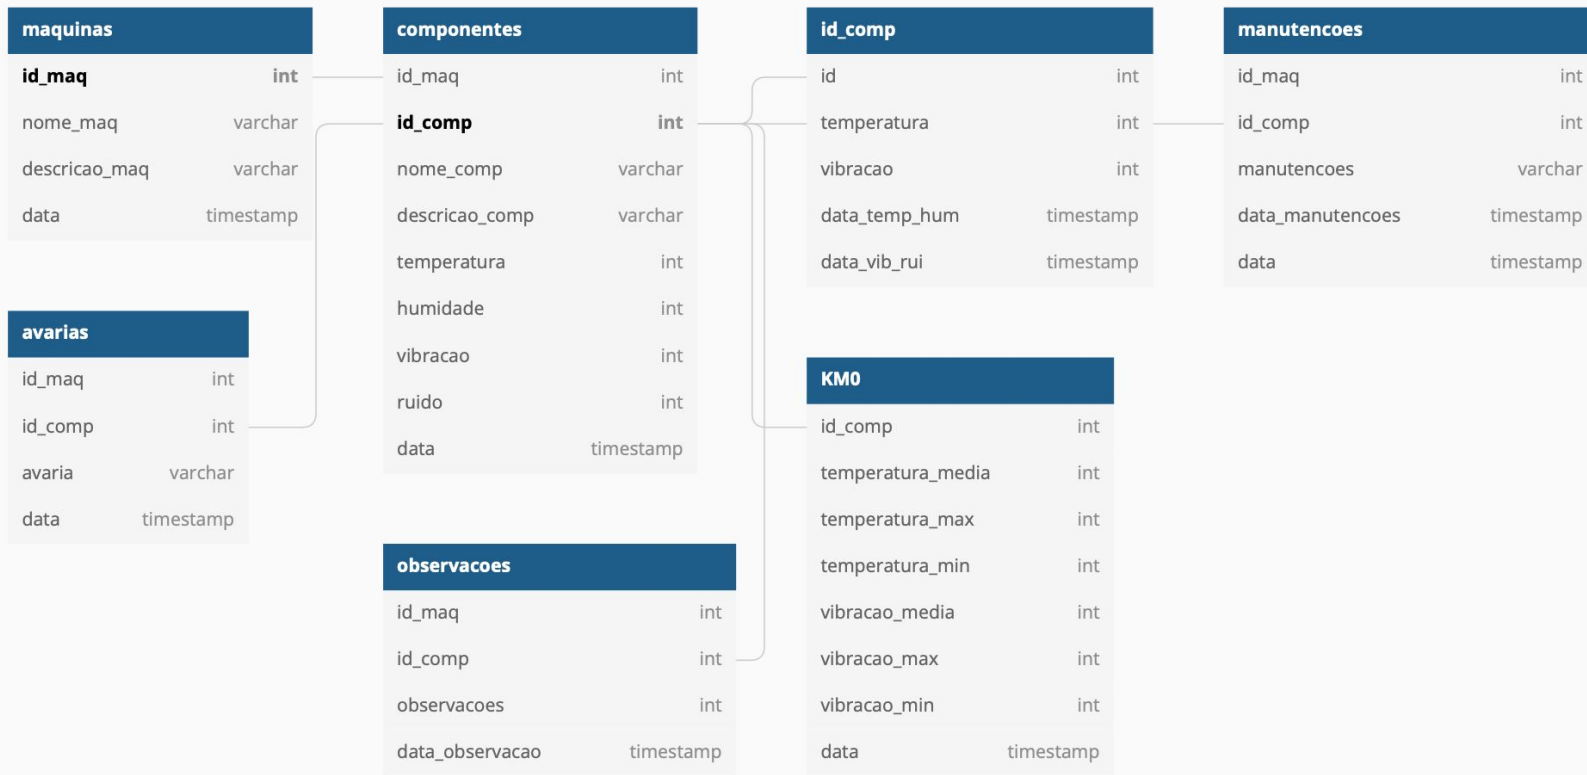 maquinas
id_maq int
nome_maq varchar
descricao_maq varchar
data timestamp
avarias
id_maq int
id_comp int
avaria varchar
data timestamp
componentes
id_maq int
id_comp int
nome_comp varchar
descricao_comp varchar
temperatura int
humidade int
vibracao int
ruido int
data timestamp
observacoes
id_maq int
id_comp int
observacoes int
data_observacao timestamp
id_comp
id int
temperatura int
vibracao int
data_temp_hum timestamp
data_vib_rui timestamp
KM0
id_comp int
temperatura_media int
temperatura_max int
temperatura_min int
vibracao_media int
vibracao_max int
vibracao_min int
data timestamp
manutencoes
id_maq int
id_comp int
manutencoes varchar
data_manutencoes timestamp
data timestamp